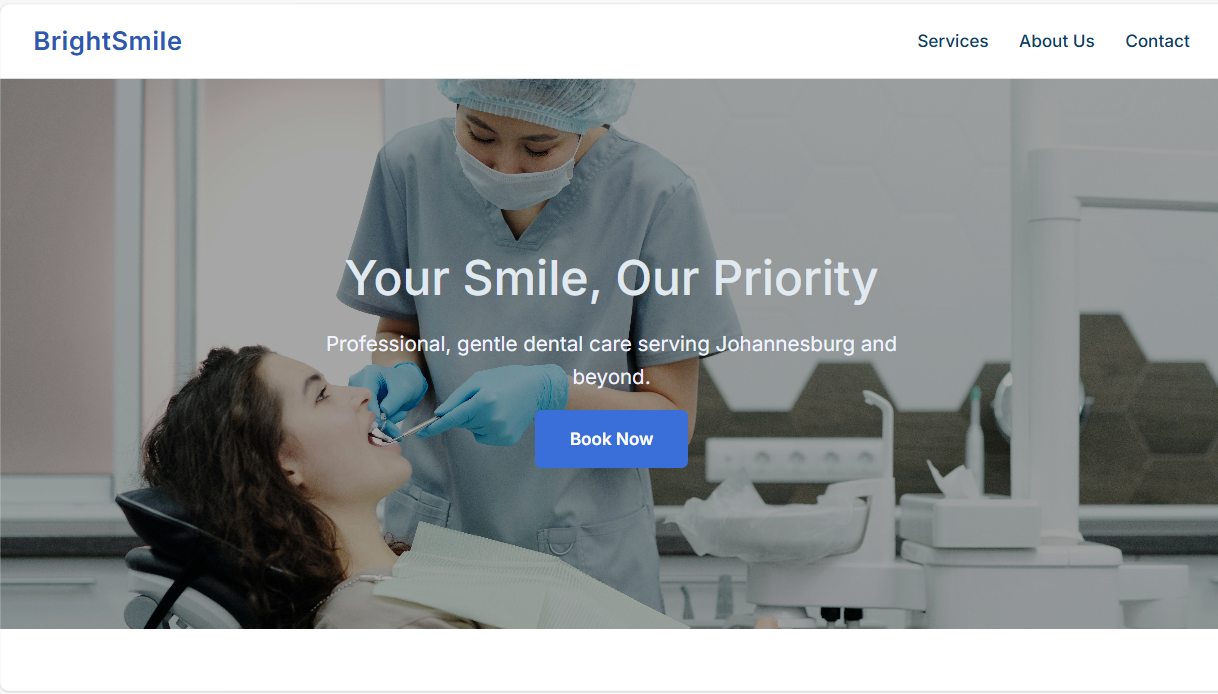 BrightSmile
Services About Us Contact
Your Smile, Our Priority
Professional, gentle dental care serving Johannesburg and
beyond.
Book Now